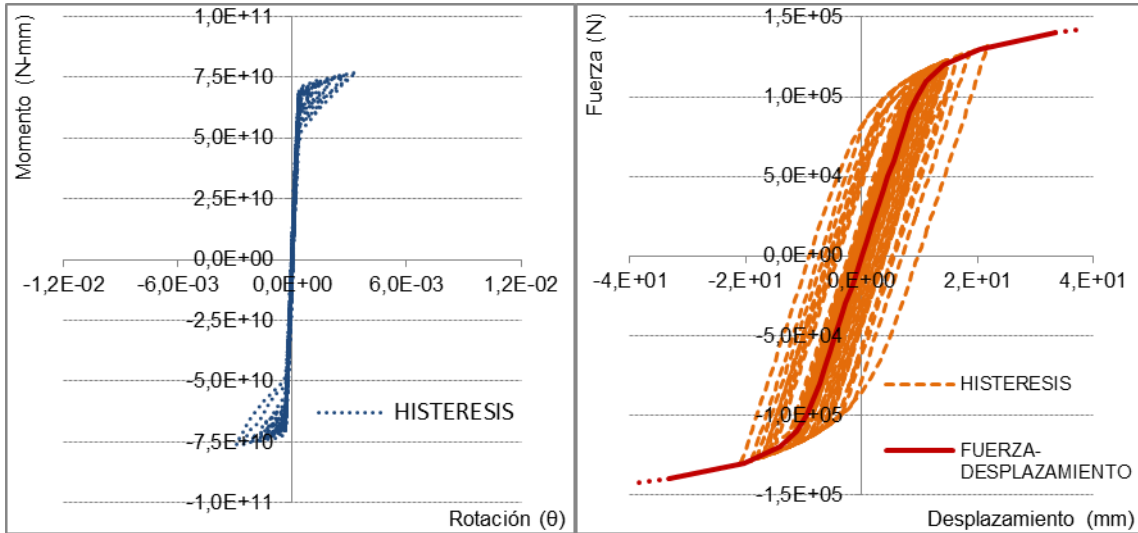 Momento (N-mm)
1,0E+11
7,5E+10
5,0E+10
2,5E+10
0,0E+00
-1,2E-02 -6,0E-03 0,0E+00 6,0E-03 1,2E-02
-2,5E+10
-5,0E+10
HISTERESIS
-7,5E+10
-1,0E+11
Rotación (θ)
Fuerza (N)
1,5E+05
1,0E+05
5,0E+04
0,0E+00
-4,E+01 -2,E+01 0,E+00 2,E+01 4,E+01
-5,0E+04
HISTERESIS
-1,0E+05
FUERZA-
DESPLAZAMIENTO
-1,5E+05
Desplazamiento (mm)